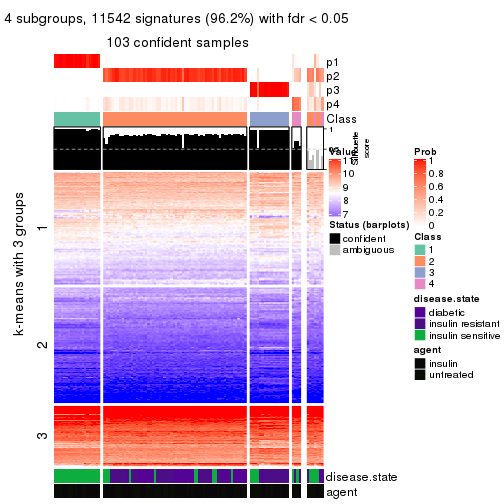 4 subgroups, 11542 signatures (96.2%) with fdr < 0.05
103 confident samples
p1
p2
p3
p4
Class
1
0
Silhouette
score
k-means with 3 groups
1
2
3
disease.state
agent
Value
11
10
9
8
7
Status (barplots)
confident
ambiguous
Prob
1
0.8
0.6
0.4
0.2
0
Class
1
2
3
4
disease.state
diabetic
insulin resistant
insulin sensitive
agent
insulin
untreated